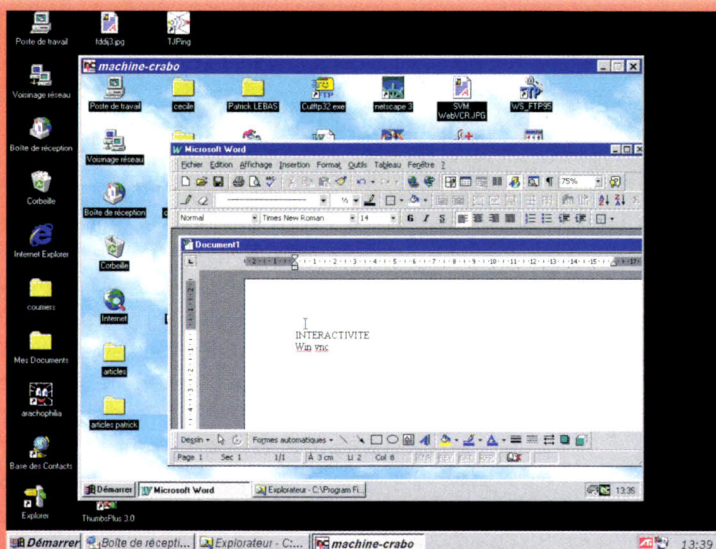 Poste de travail
fddij3.jpg
TJPing
Voisinage réseau
Boîte de réception
Corbeille
Internet Explorer
courriers
Mes Documents
arachophilia
Base des Contacts
Explorer
ThumbsPlus 3.0
machine-crabo
Poste de travail
cecile
Patrick LEBAS
Cutftp32.exe
netscape 3
SVM
WebVCR.JPG
WS_FTP95
Voisinage réseau
Boîte de réception
Corbeille
Internet
articles
articles patrick
Microsoft Word
Fichier Edition Affichage Insertion Format Outils Tableau Fenêtre ?
75%
½
Normal Times New Roman 14 G I S
Document1
INTERACTIVITE
Win vnc
Dessin Formes automatiques
Page 1 Sec 1 1/1 À 3 cm Li 2 Col 8
Démarrer Microsoft Word Explorateur - C:\Program Fi... 13:35
Démarrer Boîte de récepti... Explorateur - C:... machine-crabo 13:39